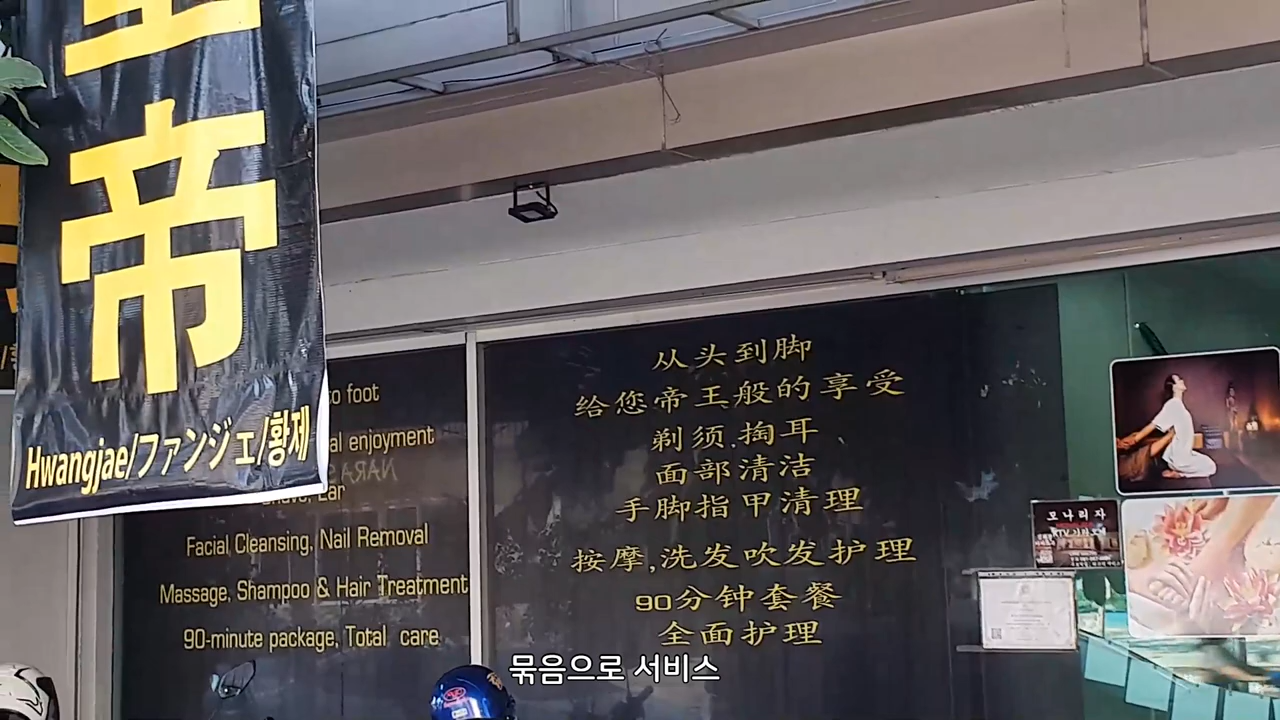 帝
Hwangjae/ファンジェ/황제
to foot
al enjoyment
Ear
Facial Cleansing, Nail Removal
Massage, Shampoo & Hair Treatment
90-minute package, Total care
从头到脚
给您帝王般的享受
剃须.掏耳
面部清洁
手脚指甲清理
按摩,洗发吹发护理
90分钟套餐
全面护理
모나리자
묶음으로 서비스